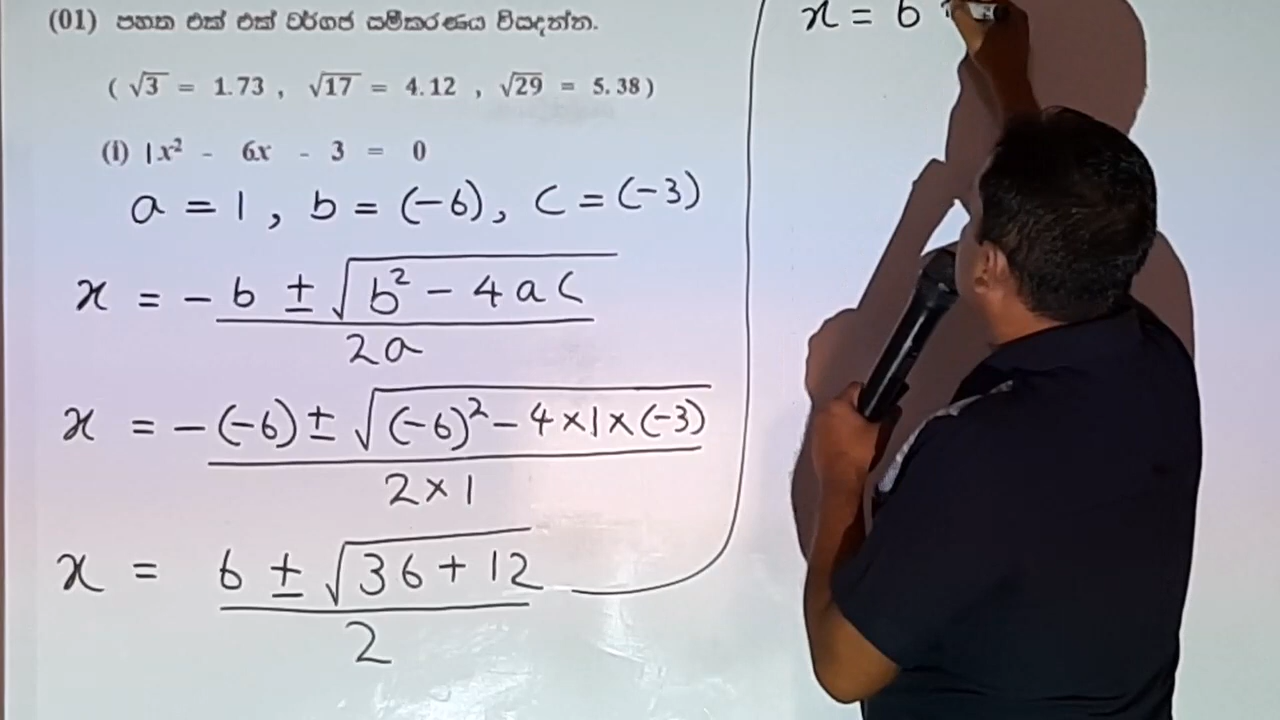 (01) පහත එක් එක් වර්ගජ සමීකරණය විසඳන්න.
( √3 = 1.73 , √17 = 4.12 , √29 = 5.38 )
(i) 1x² - 6x - 3 = 0
a = 1 , b = (-6), c = (-3)
x = -b ± √b² - 4ac
2a
x = -(-6) ± √(-6)² - 4×1×(-3)
2×1
x = 6 ± √36 + 12
2
x = 6